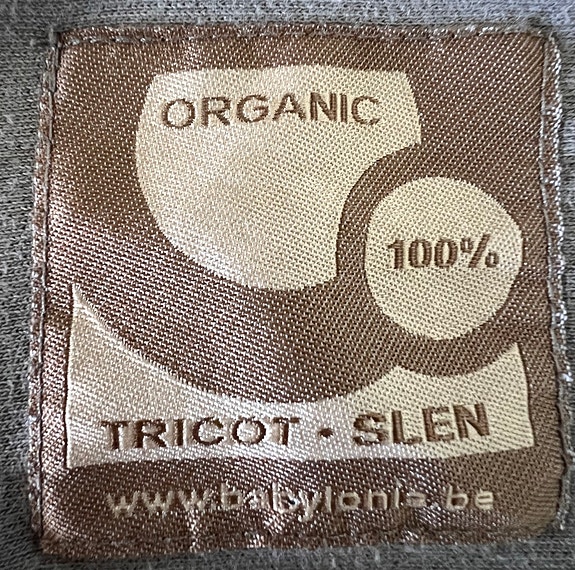 ORGANIC
100%
TRICOT • SLEN
www.babylonia.be